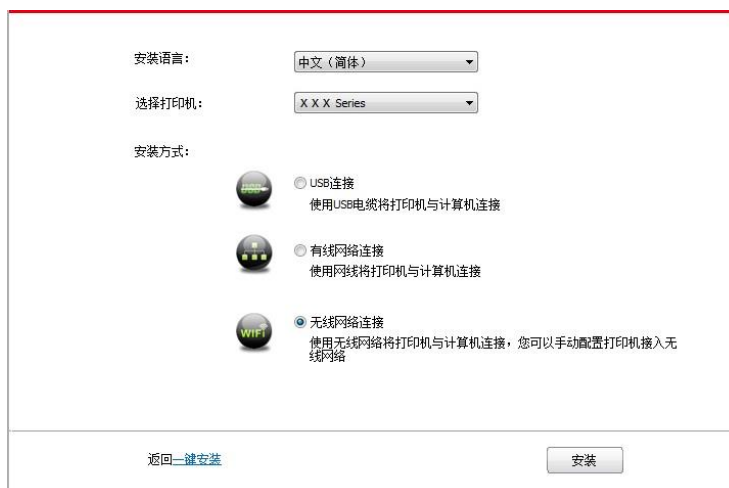 安装语言：
中文（简体）
选择打印机：
X X X Series
安装方式：
USB连接
使用USB电缆将打印机与计算机连接
有线网络连接
使用网线将打印机与计算机连接
WiFi
无线网络连接
使用无线网络将打印机与计算机连接，您可以手动配置打印机接入无
线网络
返回一键安装
安装